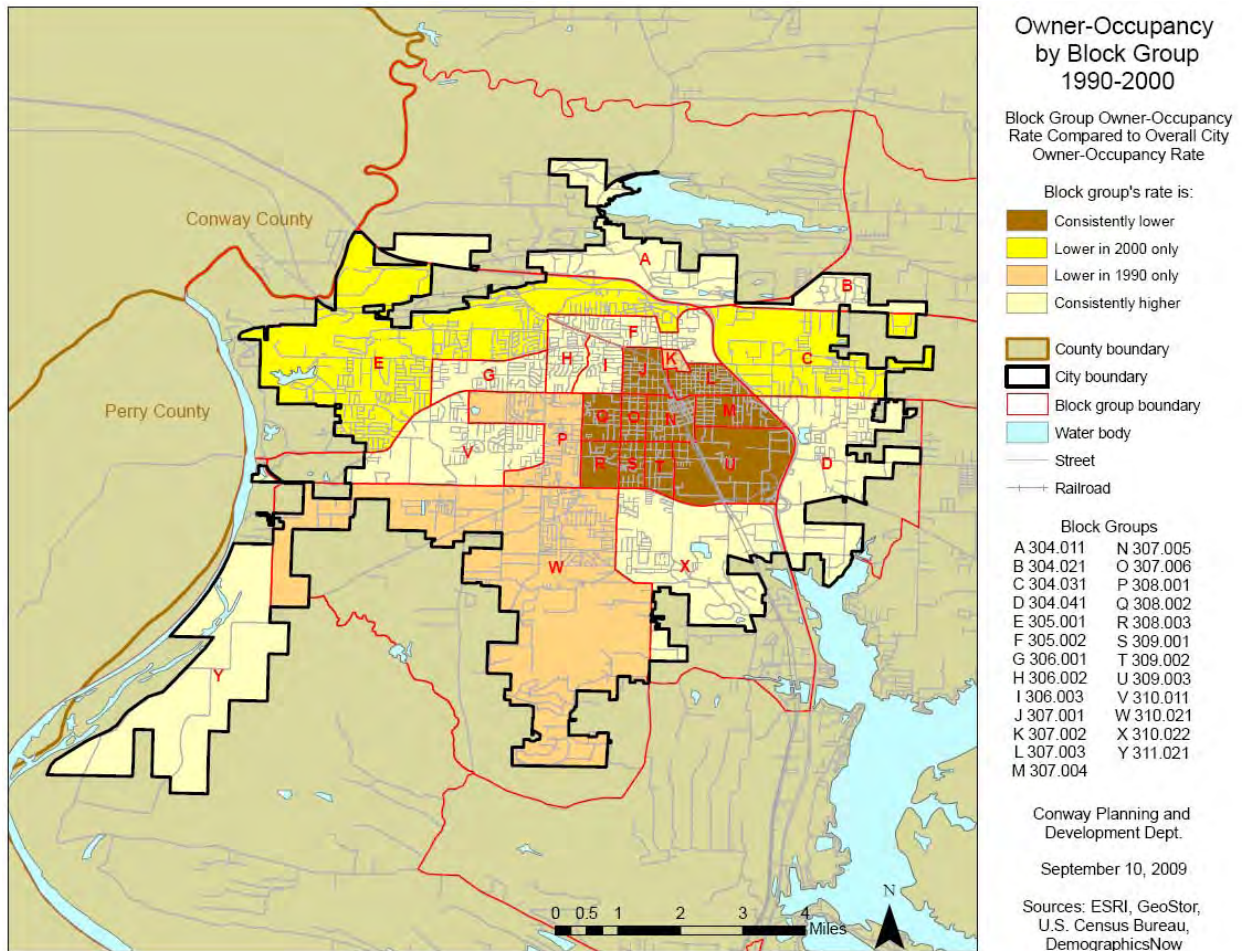 Owner-Occupancy
by Block Group
1990-2000
Block Group Owner-Occupancy
Rate Compared to Overall City
Owner-Occupancy Rate
Block group's rate is:
Consistently lower
Lower in 2000 only
Lower in 1990 only
Consistently higher
County boundary
City boundary
Block group boundary
Water body
Street
Railroad
Block Groups
A 304.011 N 307.005
B 304.021 O 307.006
C 304.031 P 308.001
D 304.041 Q 308.002
E 305.001 R 308.003
F 305.002 S 309.001
G 306.001 T 309.002
H 306.002 U 309.003
I 306.003 V 310.011
J 307.001 W 310.021
K 307.002 X 310.022
L 307.003 Y 311.021
M 307.004
Conway Planning and
Development Dept.
September 10, 2009
Sources: ESRI, GeoStor,
U.S. Census Bureau,
DemographicsNow
Conway County
Perry County
A
B
F
C
H
I
K
E
G
J
L
M
Q
O
N
P
V
R
S
T
U
D
W
X
Y
N
0 0.5 1 2 3 4
Miles